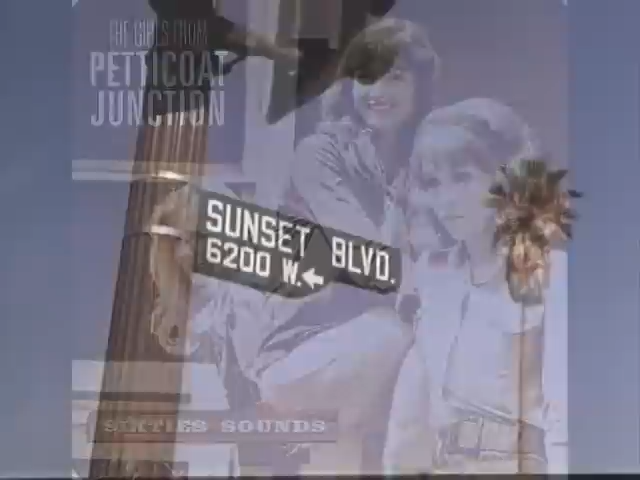 THE GIRLS FROM
PETTICOAT
JUNCTION
SUNSET BLVD.
6200 W.←
SIXTIES SOUNDS